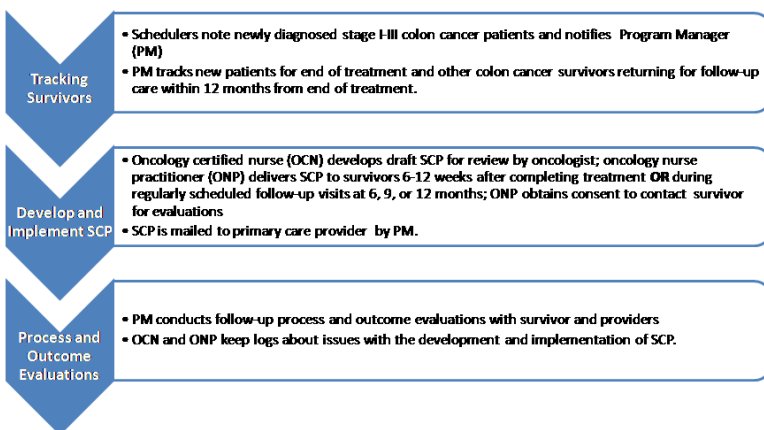 Tracking
Survivors
• Schedulers note newly diagnosed stage I-III colon cancer patients and notifies Program Manager
(PM)
• PM tracks new patients for end of treatment and other colon cancer survivors returning for follow-up
care within 12 months from end of treatment.
Develop and
Implement SCP
• Oncology certified nurse (OCN) develops draft SCP for review by oncologist; oncology nurse
practitioner (ONP) delivers SCP to survivors 6-12 weeks after completing treatment OR during
regularly scheduled follow-up visits at 6, 9, or 12 months; ONP obtains consent to contact survivor
for evaluations
• SCP is mailed to primary care provider by PM.
Process and
Outcome
Evaluations
• PM conducts follow-up process and outcome evaluations with survivor and providers
• OCN and ONP keep logs about issues with the development and implementation of SCP.